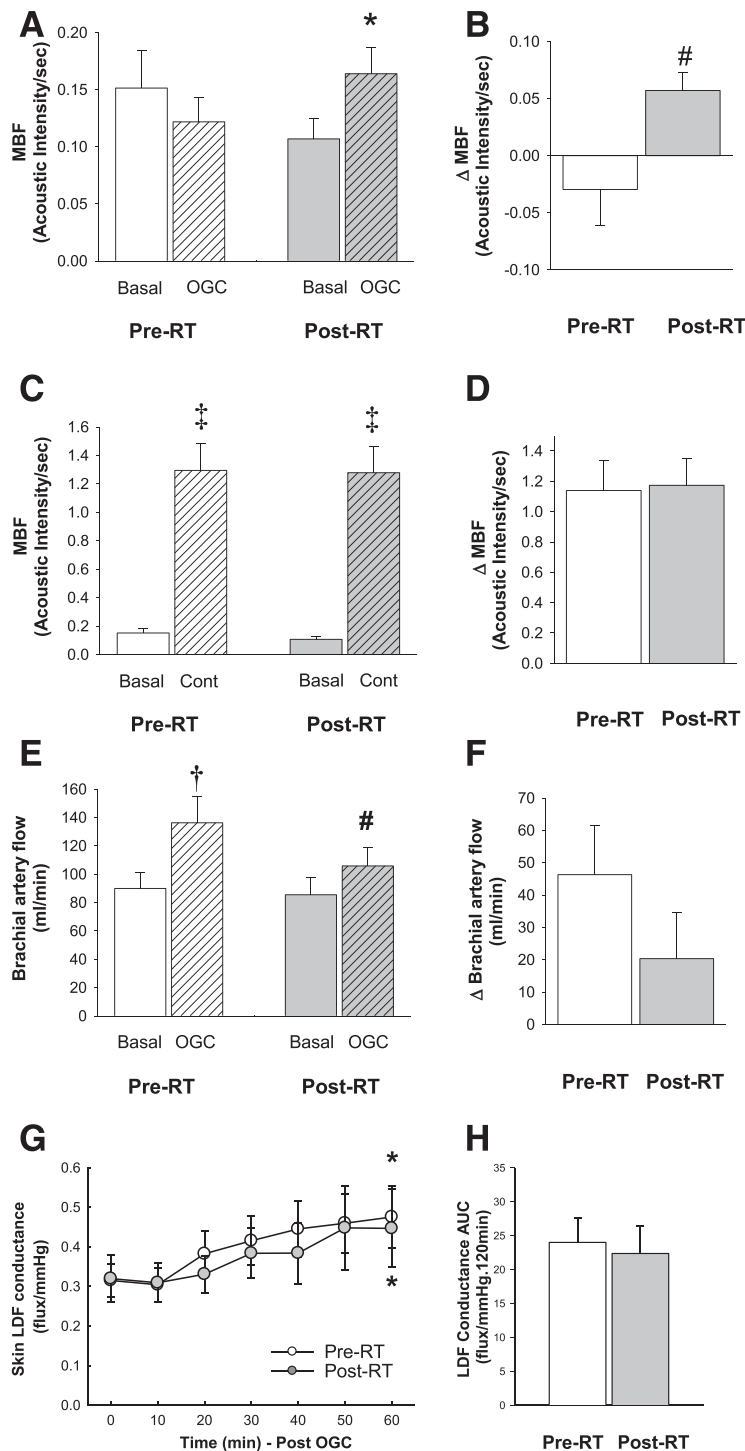 A
*
0.20
0.15
0.10
0.05
0.00
MBF
(Acoustic Intensity/sec)
Basal OGC Basal OGC
Pre-RT Post-RT
B
#
0.10
0.05
0.00
-0.05
-0.10
Δ MBF
(Acoustic Intensity/sec)
Pre-RT Post-RT
C
‡ ‡
1.6
1.4
1.2
1.0
0.8
0.6
0.4
0.2
0.0
MBF
(Acoustic Intensity/sec)
Basal Cont Basal Cont
Pre-RT Post-RT
D
1.4
1.2
1.0
0.8
0.6
0.4
0.2
0.0
Δ MBF
(Acoustic Intensity/sec)
Pre-RT Post-RT
E
† #
160
140
120
100
80
60
40
20
0
Brachial artery flow
(ml/min)
Basal OGC Basal OGC
Pre-RT Post-RT
F
70
60
50
40
30
20
10
0
Δ Brachial artery flow
(ml/min)
Pre-RT Post-RT
G
*
*
0.6
0.5
0.4
0.3
0.2
0.1
0.0
Skin LDF conductance
(flux/mmHg)
Pre-RT
Post-RT
0 10 20 30 40 50 60
Time (min) - Post OGC
H
35
30
25
20
15
10
5
0
LDF Conductance AUC
(flux/mmHg.120min)
Pre-RT Post-RT